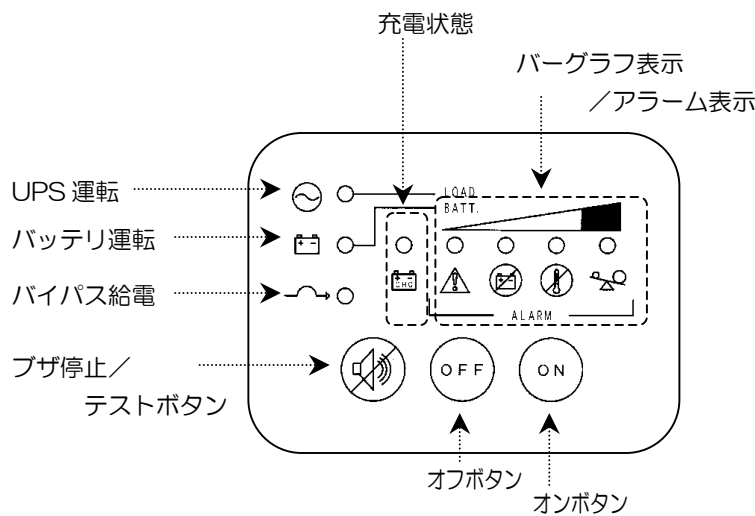 充電状態
バーグラフ表示
／アラーム表示
UPS 運転
LOAD
BATT.
バッテリ運転
バイパス給電
CHG
ALARM
ブザ停止／
テストボタン
OFF
ON
オフボタン
オンボタン